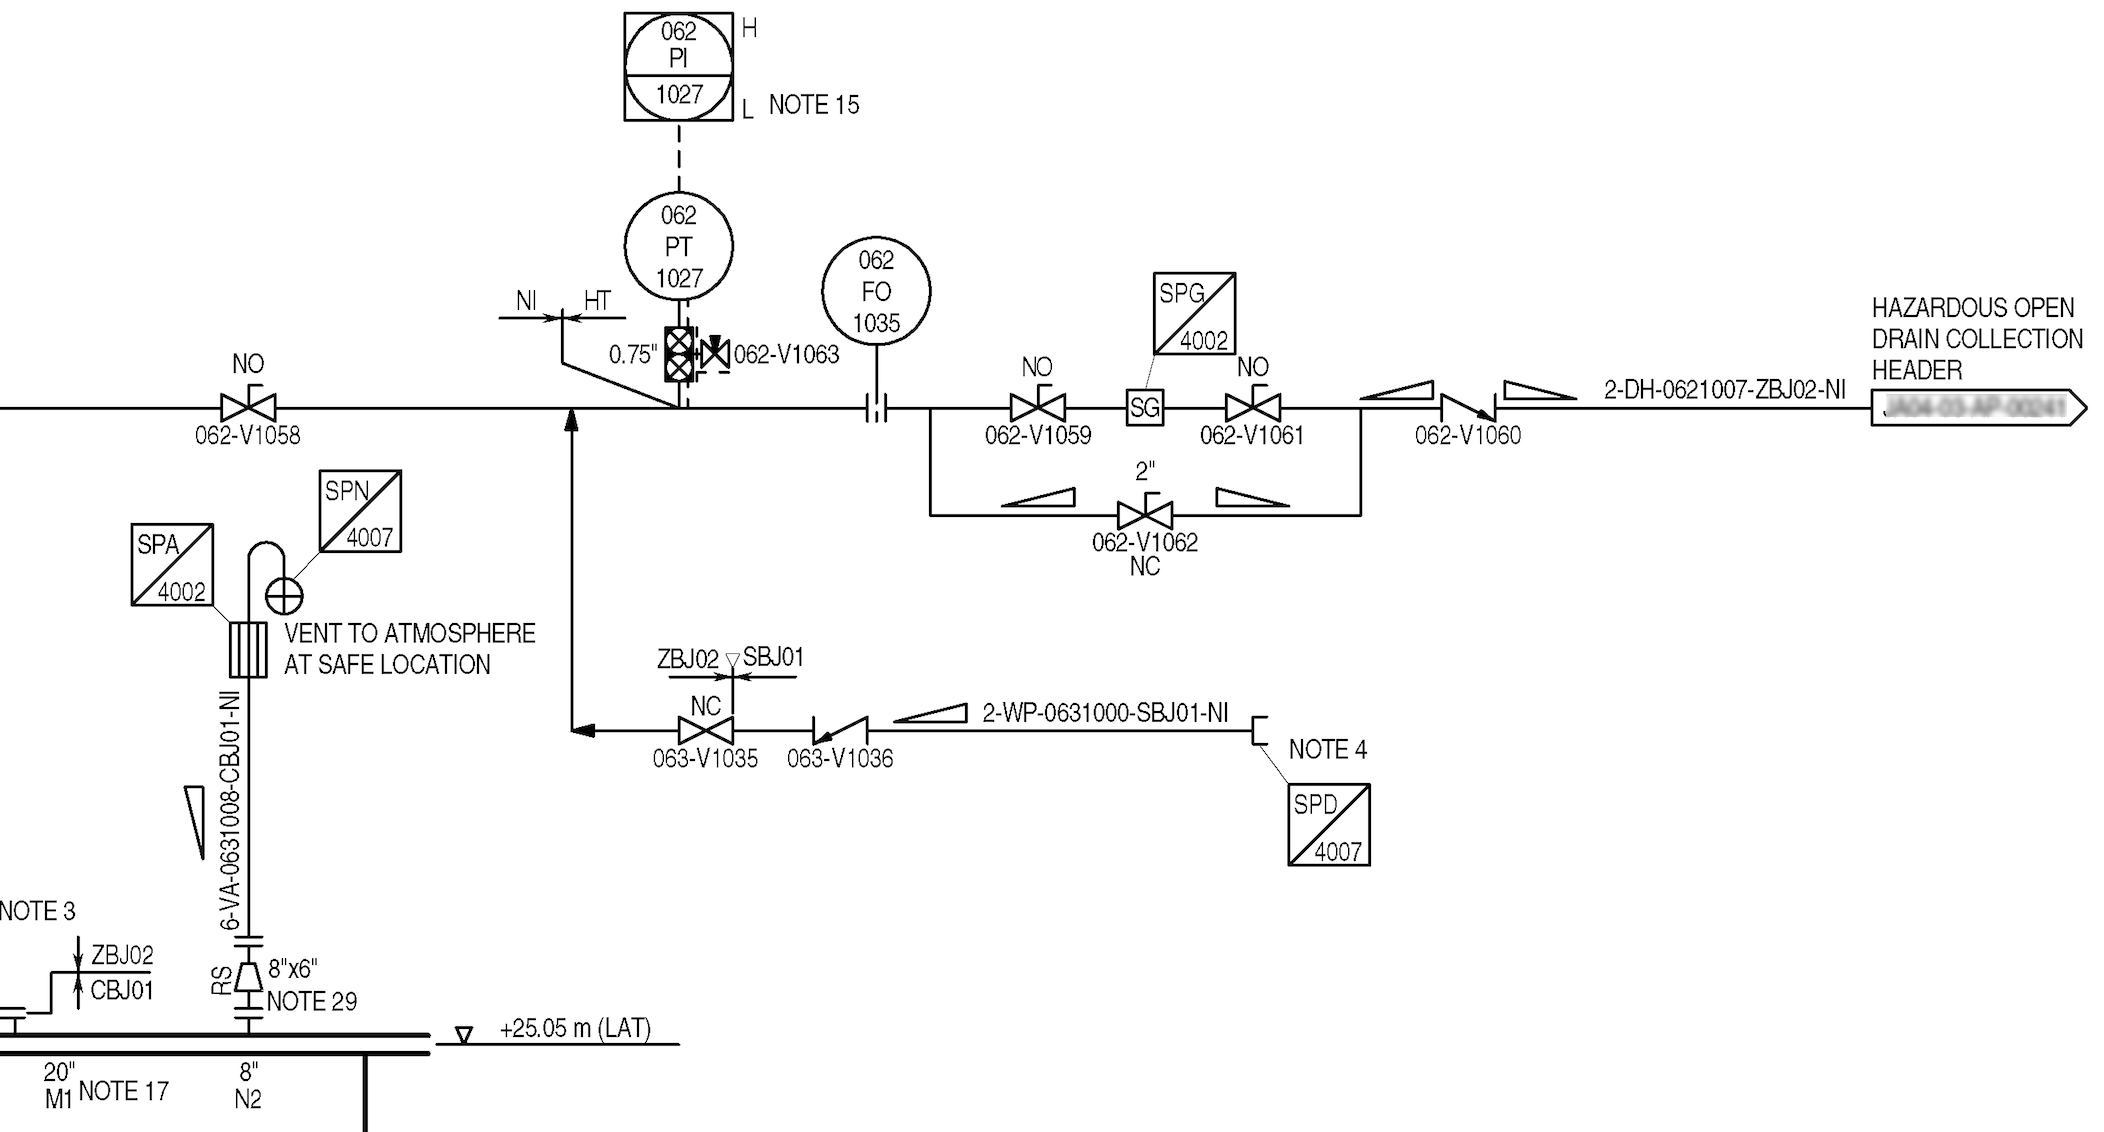 062
PI
1027
H
L
NOTE 15
062
PT
1027
NI
HT
0.75"
062-V1063
062
FO
1035
SPG
4002
HAZARDOUS OPEN
DRAIN COLLECTION
HEADER
NO
062-V1058
NO
062-V1059
SG
NO
062-V1061
062-V1060
2-DH-0621007-ZBJ02-NI
2"
062-V1062
NC
SPN
4007
SPA
4002
VENT TO ATMOSPHERE
AT SAFE LOCATION
6-VA-0631008-CBJ01-NI
ZBJ02
SBJ01
NC
063-V1035
063-V1036
2-WP-0631000-SBJ01-NI
NOTE 4
SPD
4007
NOTE 3
ZBJ02
CBJ01
RS
8"x6"
NOTE 29
+25.05 m (LAT)
20"
M1
NOTE 17
8"
N2